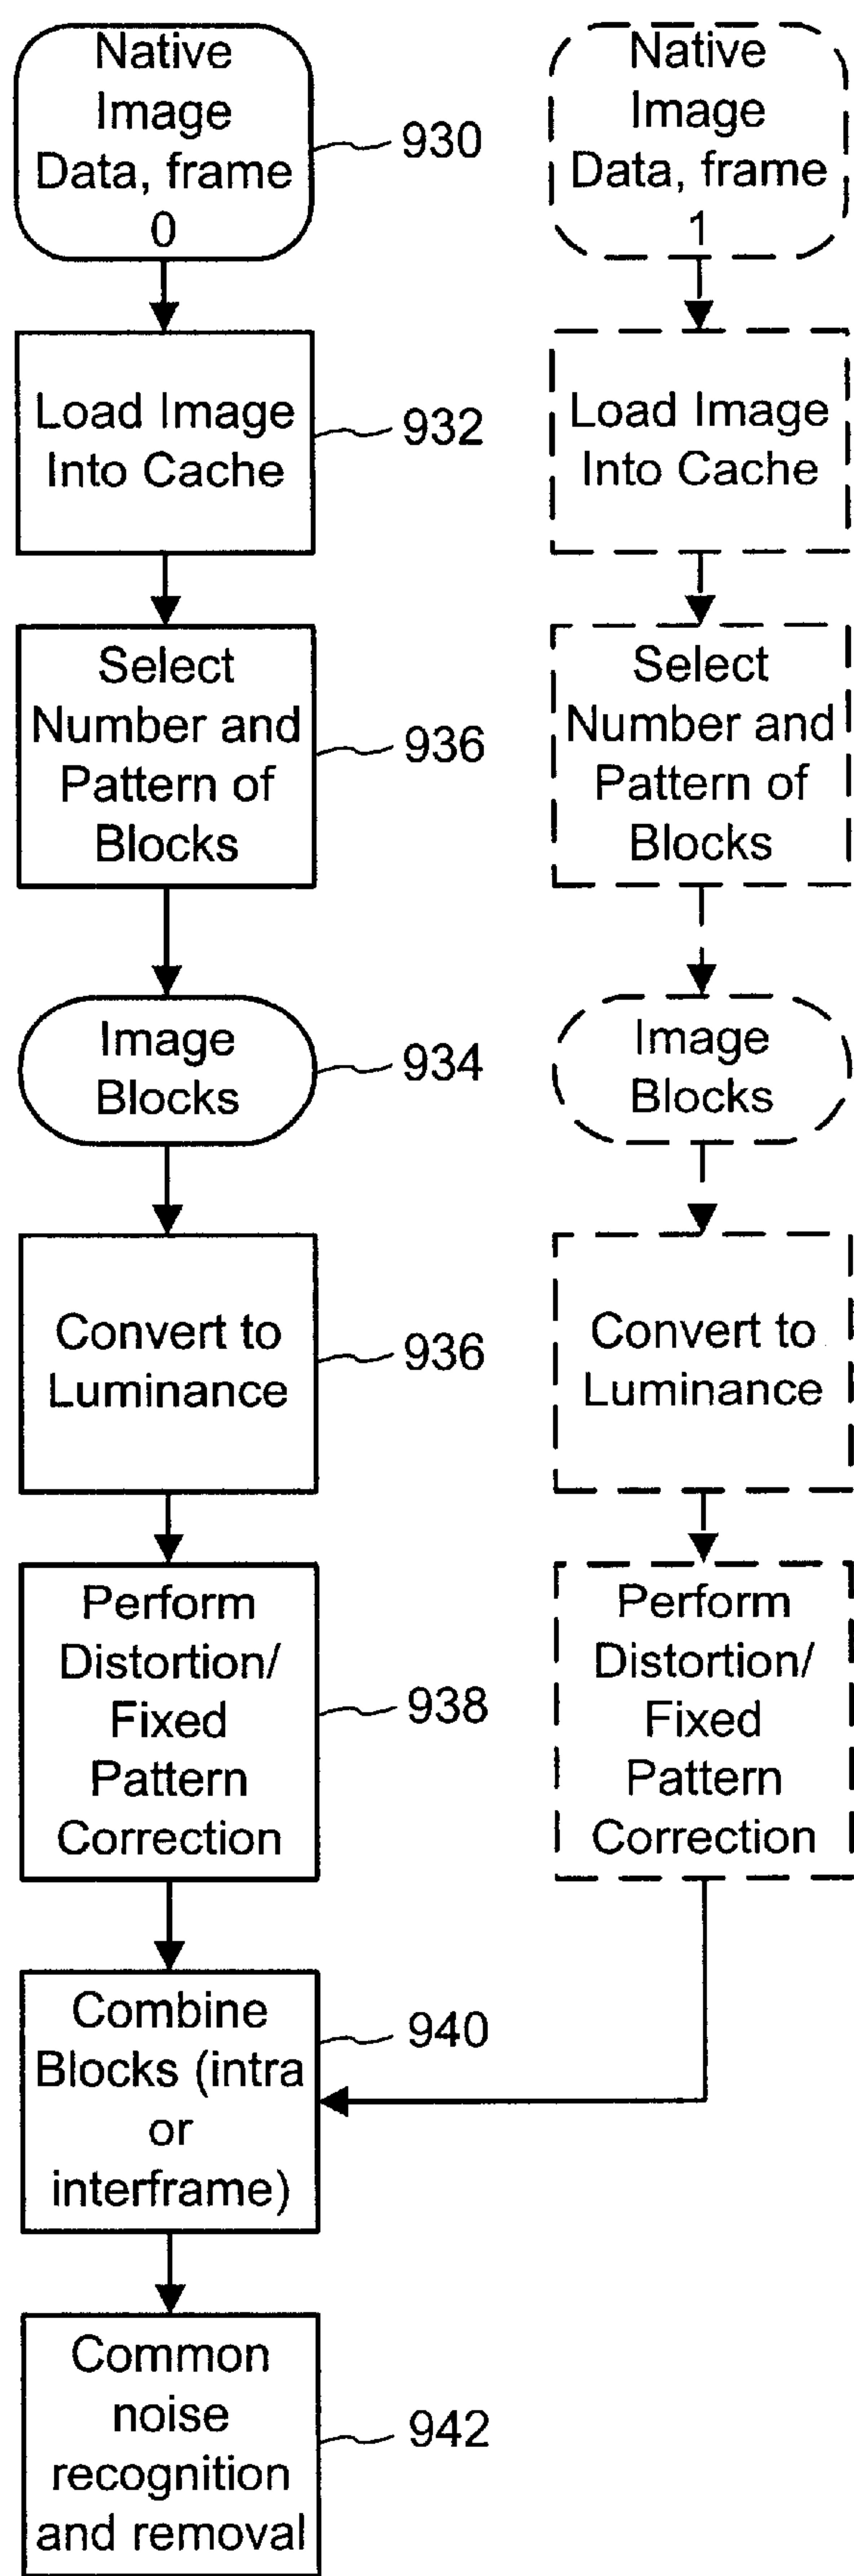 Native
Image
Data, frame
0
930
Load Image
Into Cache
932
Select
Number and
Pattern of
Blocks
936
Image
Blocks
934
Convert to
Luminance
936
Perform
Distortion/
Fixed
Pattern
Correction
938
Native
Image
Data, frame
1
Load Image
Into Cache
Select
Number and
Pattern of
Blocks
Image
Blocks
Convert to
Luminance
Perform
Distortion/
Fixed
Pattern
Correction
Combine
Blocks (intra
or
interframe)
940
Common
noise
recognition
and removal
942